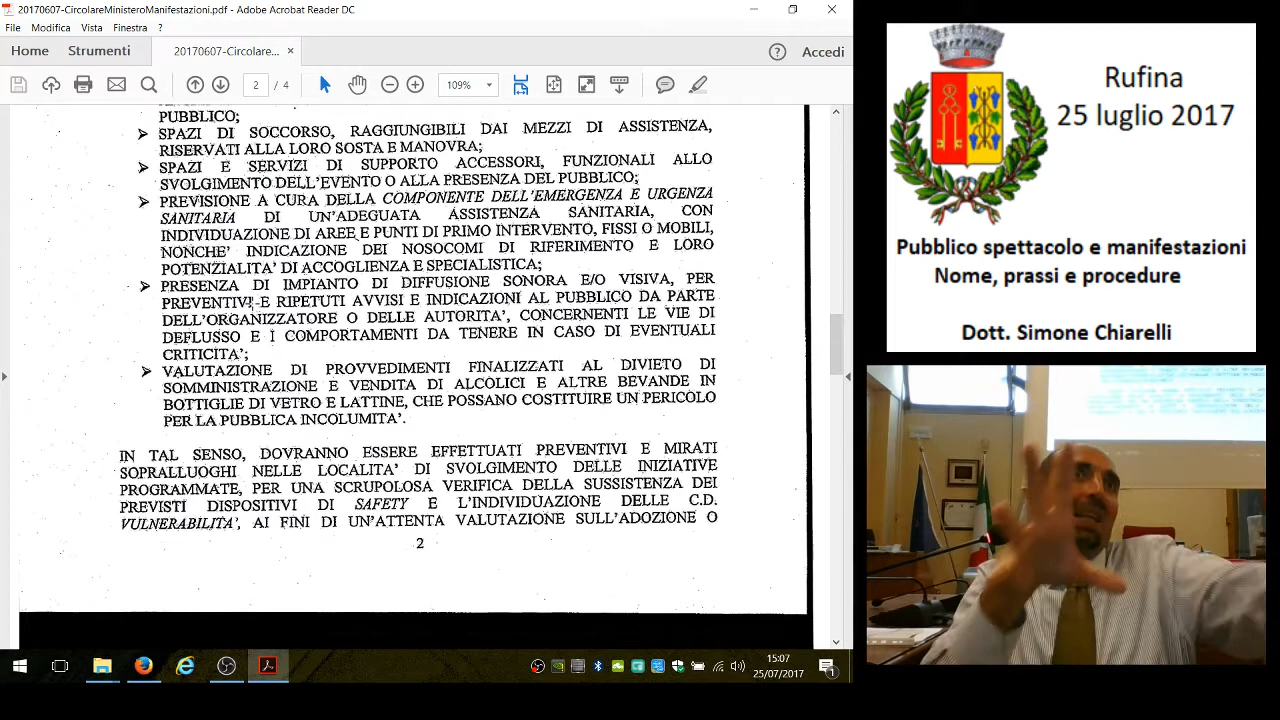 20170607-CircolareMinisteroManifestazioni.pdf - Adobe Acrobat Reader DC
File Modifica Vista Finestra ?
Home Strumenti 20170607-Circolare... × Accedi
2 / 4 109%
PUBBLICO;
➢ SPAZI DI SOCCORSO, RAGGIUNGIBILI DAI MEZZI DI ASSISTENZA,
RISERVATI ALLA LORO SOSTA E MANOVRA;
➢ SPAZI E SERVIZI DI SUPPORTO ACCESSORI, FUNZIONALI ALLO
SVOLGIMENTO DELL'EVENTO O ALLA PRESENZA DEL PUBBLICO;
➢ PREVISIONE A CURA DELLA COMPONENTE DELL'EMERGENZA E URGENZA
SANITARIA DI UN'ADEGUATA ASSISTENZA SANITARIA, CON
INDIVIDUAZIONE DI AREE E PUNTI DI PRIMO INTERVENTO, FISSI O MOBILI,
NONCHE' INDICAZIONE DEI NOSOCOMI DI RIFERIMENTO E LORO
POTENZIALITA' DI ACCOGLIENZA E SPECIALISTICA;
➢ PRESENZA DI IMPIANTO DI DIFFUSIONE SONORA E/O VISIVA, PER
PREVENTIVI E RIPETUTI AVVISI E INDICAZIONI AL PUBBLICO DA PARTE
DELL'ORGANIZZATORE O DELLE AUTORITA', CONCERNENTI LE VIE DI
DEFLUSSO E I COMPORTAMENTI DA TENERE IN CASO DI EVENTUALI
CRITICITA';
➢ VALUTAZIONE DI PROVVEDIMENTI FINALIZZATI AL DIVIETO DI
SOMMINISTRAZIONE E VENDITA DI ALCOLICI E ALTRE BEVANDE IN
BOTTIGLIE DI VETRO E LATTINE, CHE POSSANO COSTITUIRE UN PERICOLO
PER LA PUBBLICA INCOLUMITA'.
IN TAL SENSO, DOVRANNO ESSERE EFFETTUATI PREVENTIVI E MIRATI
SOPRALLUOGHI NELLE LOCALITA' DI SVOLGIMENTO DELLE INIZIATIVE
PROGRAMMATE, PER UNA SCRUPOLOSA VERIFICA DELLA SUSSISTENZA DEI
PREVISTI DISPOSITIVI DI SAFETY E L'INDIVIDUAZIONE DELLE C.D.
VULNERABILITA', AI FINI DI UN'ATTENTA VALUTAZIONE SULL'ADOZIONE O
2
15:07
25/07/2017
1
Rufina
25 luglio 2017
Pubblico spettacolo e manifestazioni
Nome, prassi e procedure
Dott. Simone Chiarelli